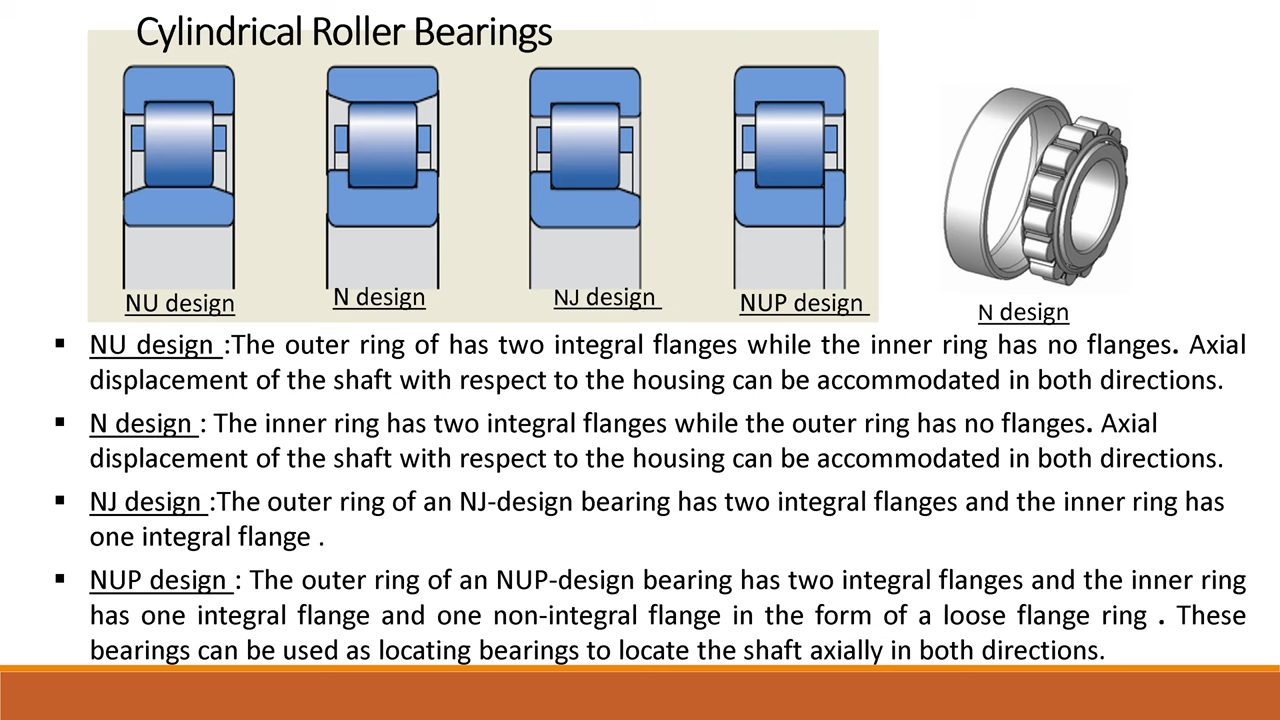 Cylindrical Roller Bearings
NU design
N design
NJ design
NUP design
N design
▪ NU design :The outer ring of has two integral flanges while the inner ring has no flanges. Axial
displacement of the shaft with respect to the housing can be accommodated in both directions.
▪ N design : The inner ring has two integral flanges while the outer ring has no flanges. Axial
displacement of the shaft with respect to the housing can be accommodated in both directions.
▪ NJ design :The outer ring of an NJ-design bearing has two integral flanges and the inner ring has
one integral flange .
▪ NUP design : The outer ring of an NUP-design bearing has two integral flanges and the inner ring
has one integral flange and one non-integral flange in the form of a loose flange ring . These
bearings can be used as locating bearings to locate the shaft axially in both directions.